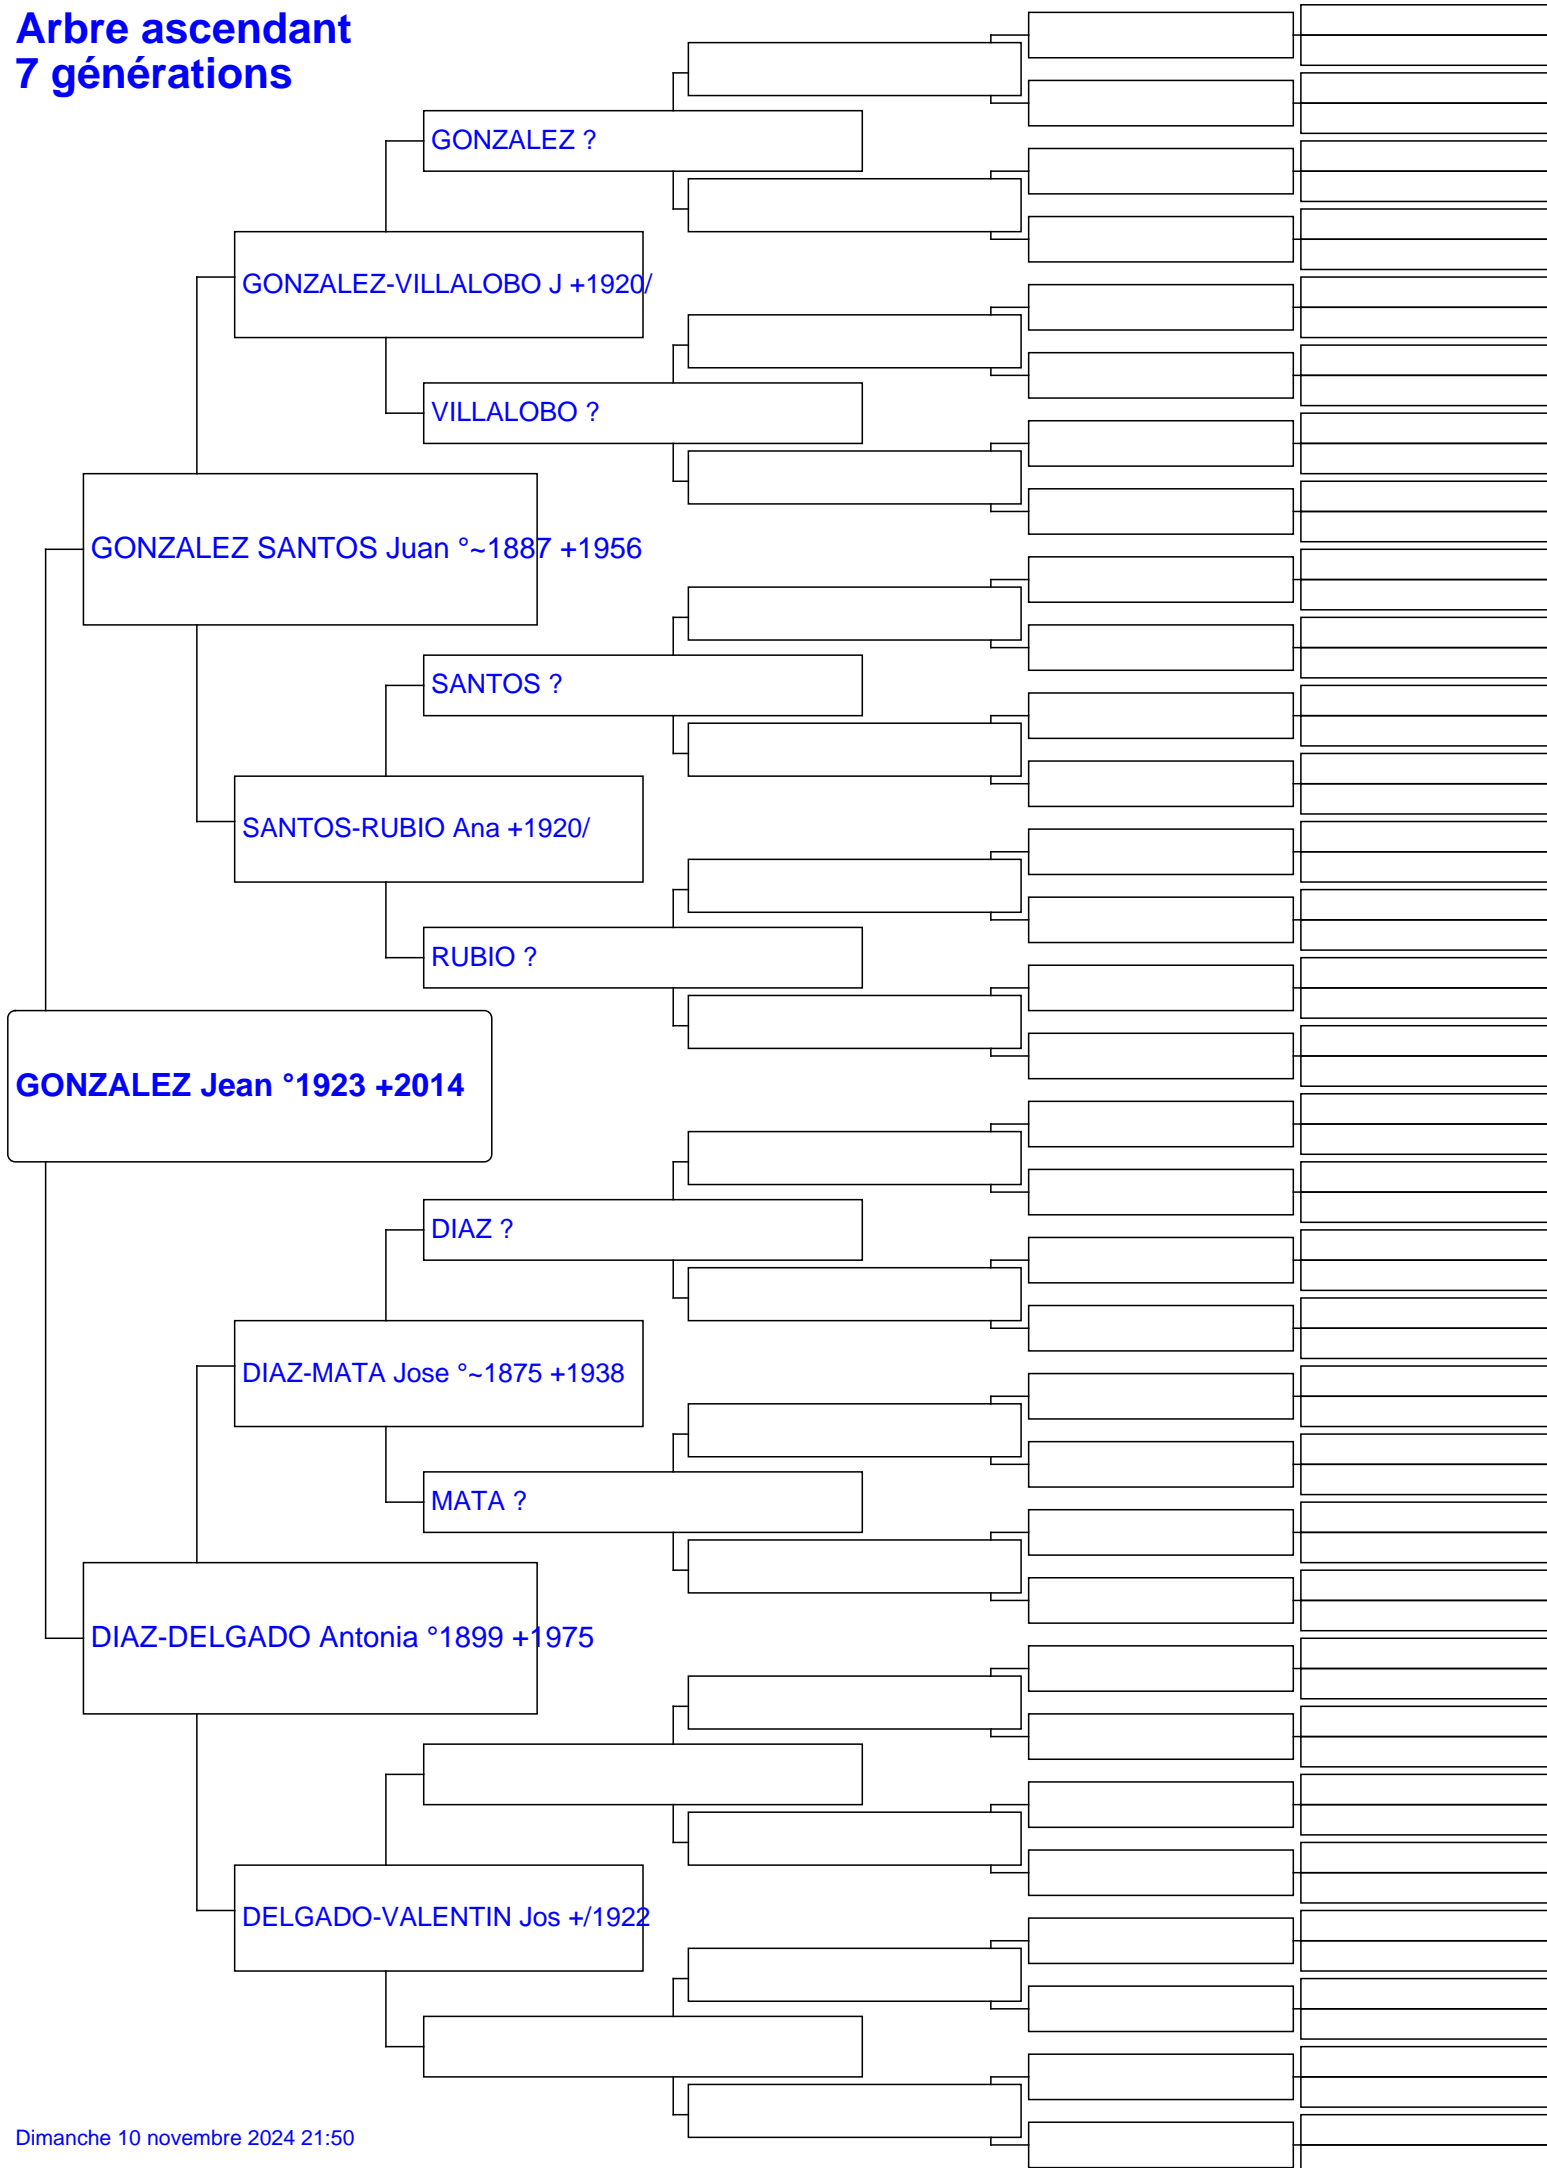 Arbre ascendant
7 générations
GONZALEZ ?
GONZALEZ-VILLALOBO J +1920/
VILLALOBO ?
GONZALEZ SANTOS Juan °~1887 +1956
SANTOS ?
SANTOS-RUBIO Ana +1920/
RUBIO ?
GONZALEZ Jean °1923 +2014
DIAZ ?
DIAZ-MATA Jose °~1875 +1938
MATA ?
DIAZ-DELGADO Antonia °1899 +1975
DELGADO-VALENTIN Jos +/1922
Dimanche 10 novembre 2024 21:50